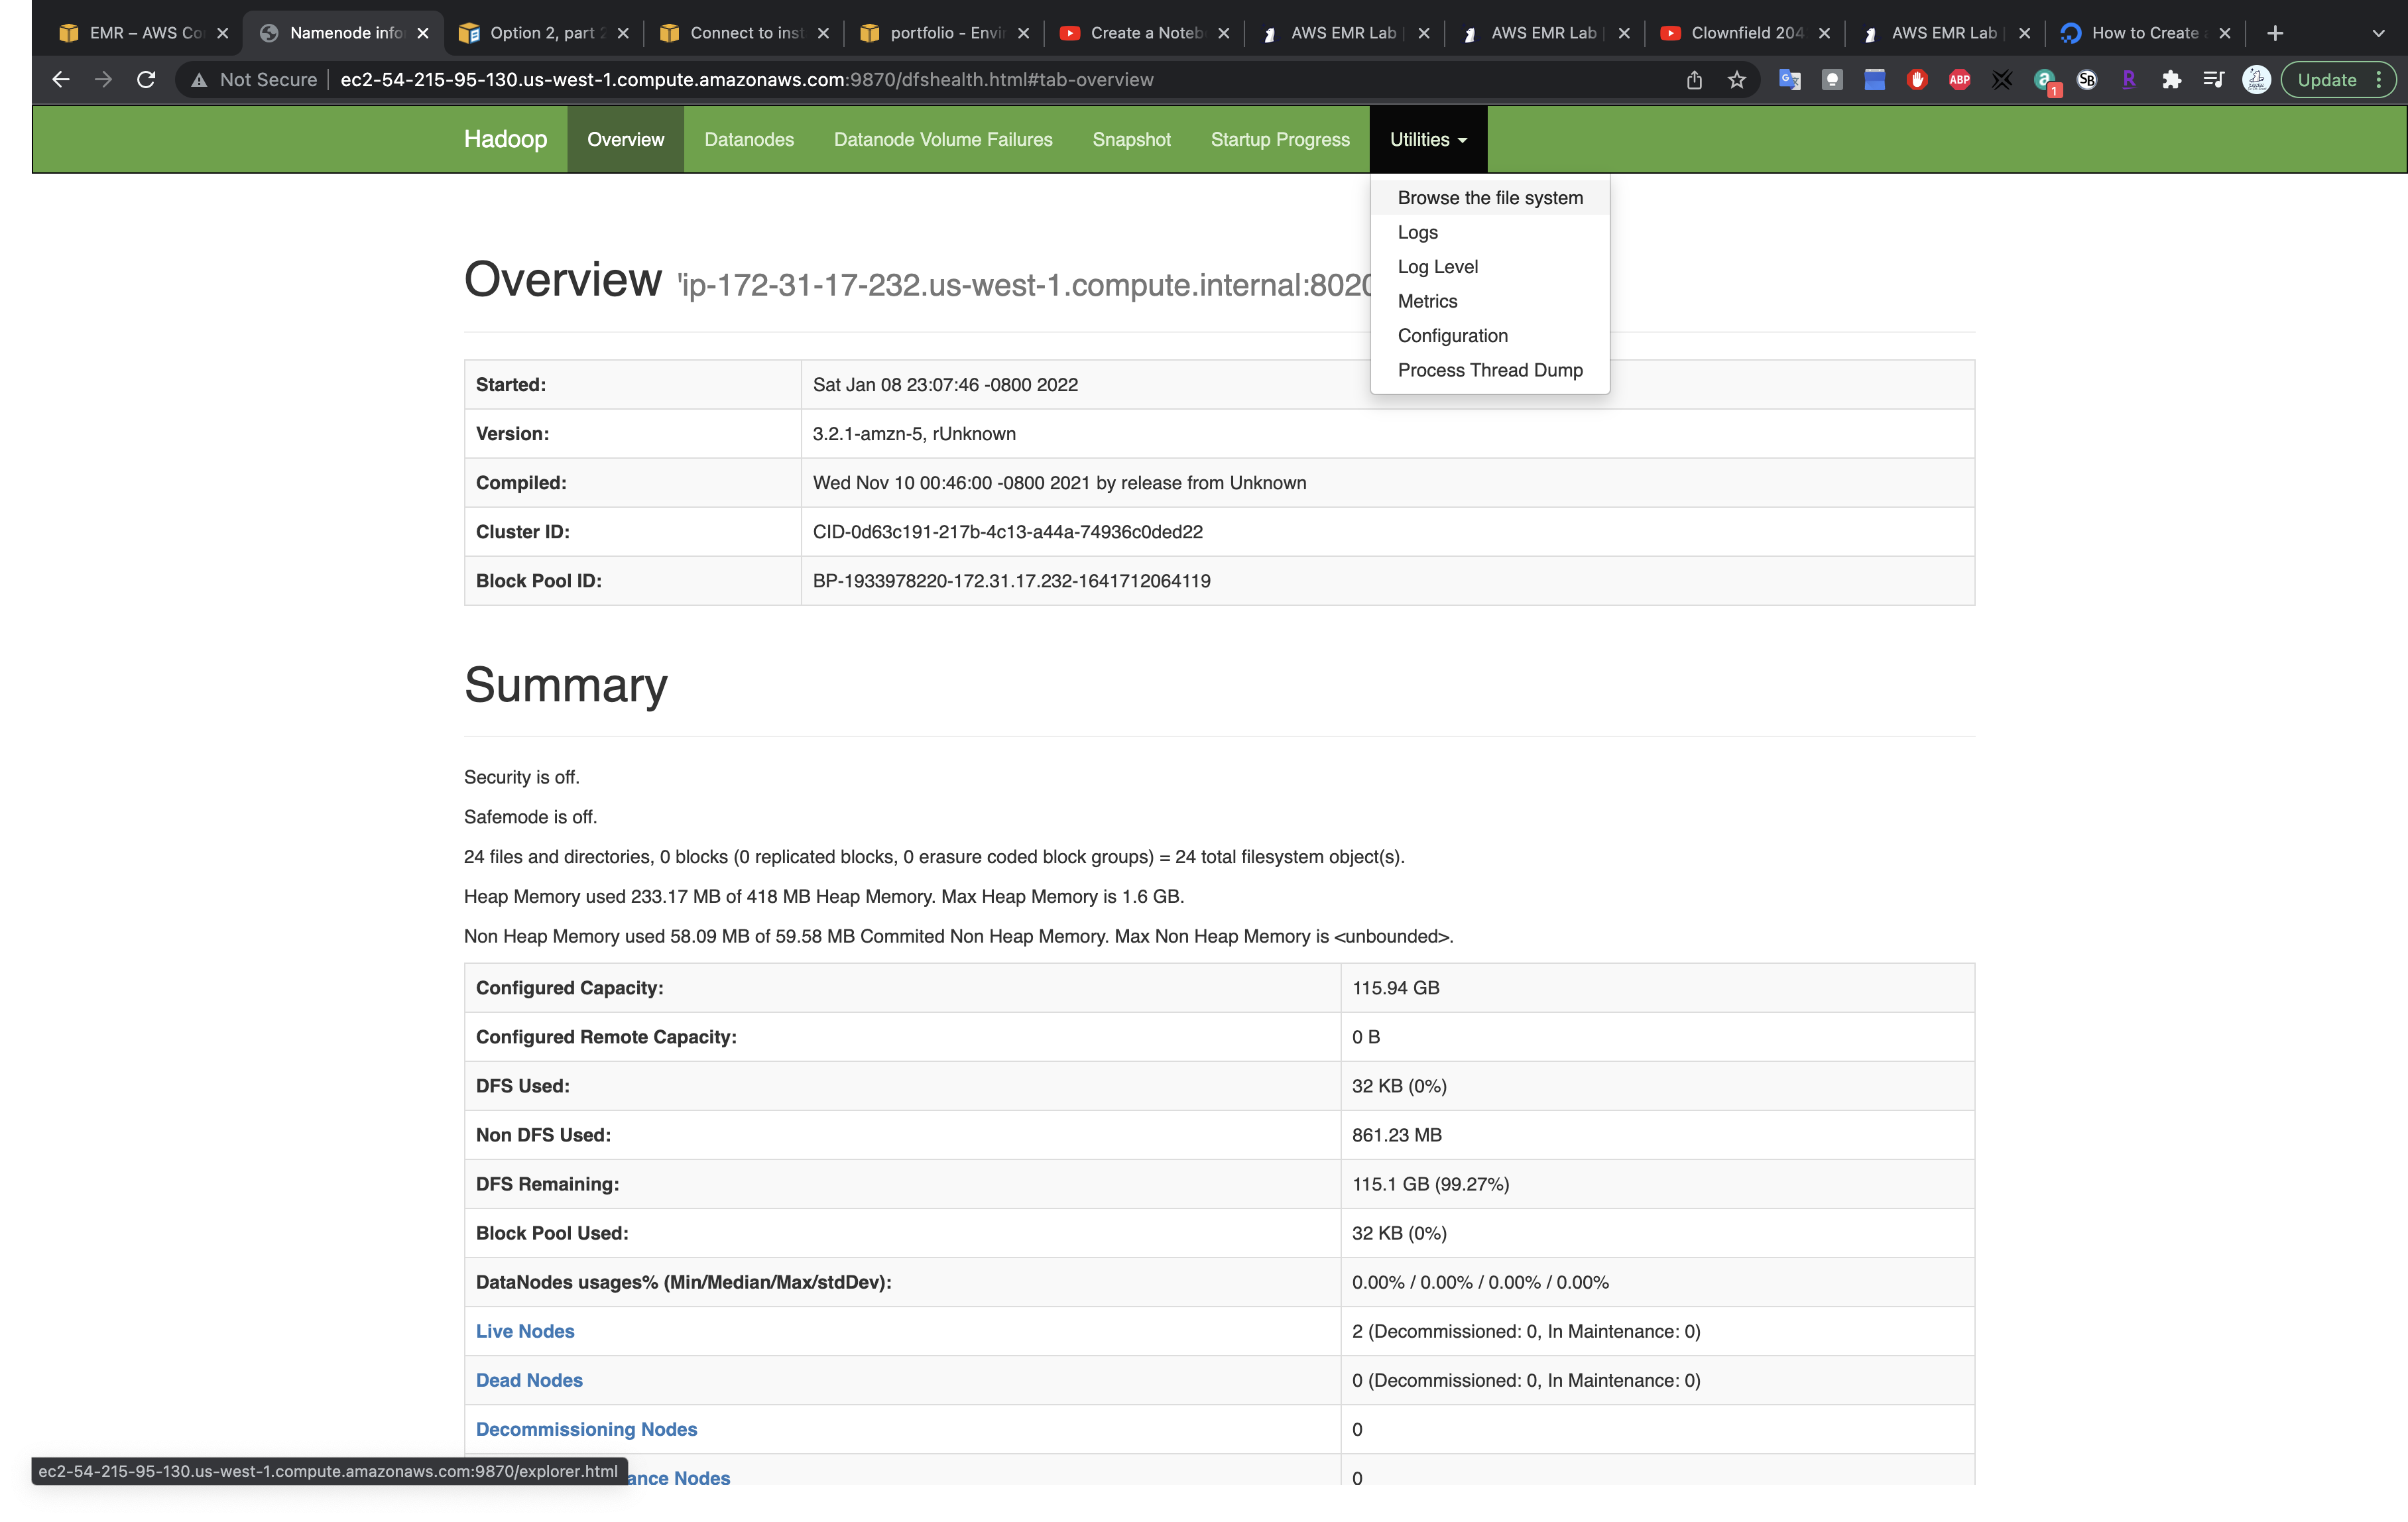 EMR – AWS Co
Namenode info
Option 2, part 2
Connect to inst
portfolio - Envi
Create a Noteb
AWS EMR Lab |
AWS EMR Lab |
Clownfield 204
AWS EMR Lab |
How to Create
Not Secure | ec2-54-215-95-130.us-west-1.compute.amazonaws.com:9870/dfshealth.html#tab-overview
ABP
1
SB
R
Update
Hadoop Overview Datanodes Datanode Volume Failures Snapshot Startup Progress Utilities
Browse the file system
Logs
Log Level
Metrics
Configuration
Process Thread Dump
Overview 'ip-172-31-17-232.us-west-1.compute.internal:8020
Started: Sat Jan 08 23:07:46 -0800 2022
Version: 3.2.1-amzn-5, rUnknown
Compiled: Wed Nov 10 00:46:00 -0800 2021 by release from Unknown
Cluster ID: CID-0d63c191-217b-4c13-a44a-74936c0ded22
Block Pool ID: BP-1933978220-172.31.17.232-1641712064119
Summary
Security is off.
Safemode is off.
24 files and directories, 0 blocks (0 replicated blocks, 0 erasure coded block groups) = 24 total filesystem object(s).
Heap Memory used 233.17 MB of 418 MB Heap Memory. Max Heap Memory is 1.6 GB.
Non Heap Memory used 58.09 MB of 59.58 MB Commited Non Heap Memory. Max Non Heap Memory is <unbounded>.
Configured Capacity: 115.94 GB
Configured Remote Capacity: 0 B
DFS Used: 32 KB (0%)
Non DFS Used: 861.23 MB
DFS Remaining: 115.1 GB (99.27%)
Block Pool Used: 32 KB (0%)
DataNodes usages% (Min/Median/Max/stdDev): 0.00% / 0.00% / 0.00% / 0.00%
Live Nodes 2 (Decommissioned: 0, In Maintenance: 0)
Dead Nodes 0 (Decommissioned: 0, In Maintenance: 0)
Decommissioning Nodes 0
ance Nodes 0
ec2-54-215-95-130.us-west-1.compute.amazonaws.com:9870/explorer.html